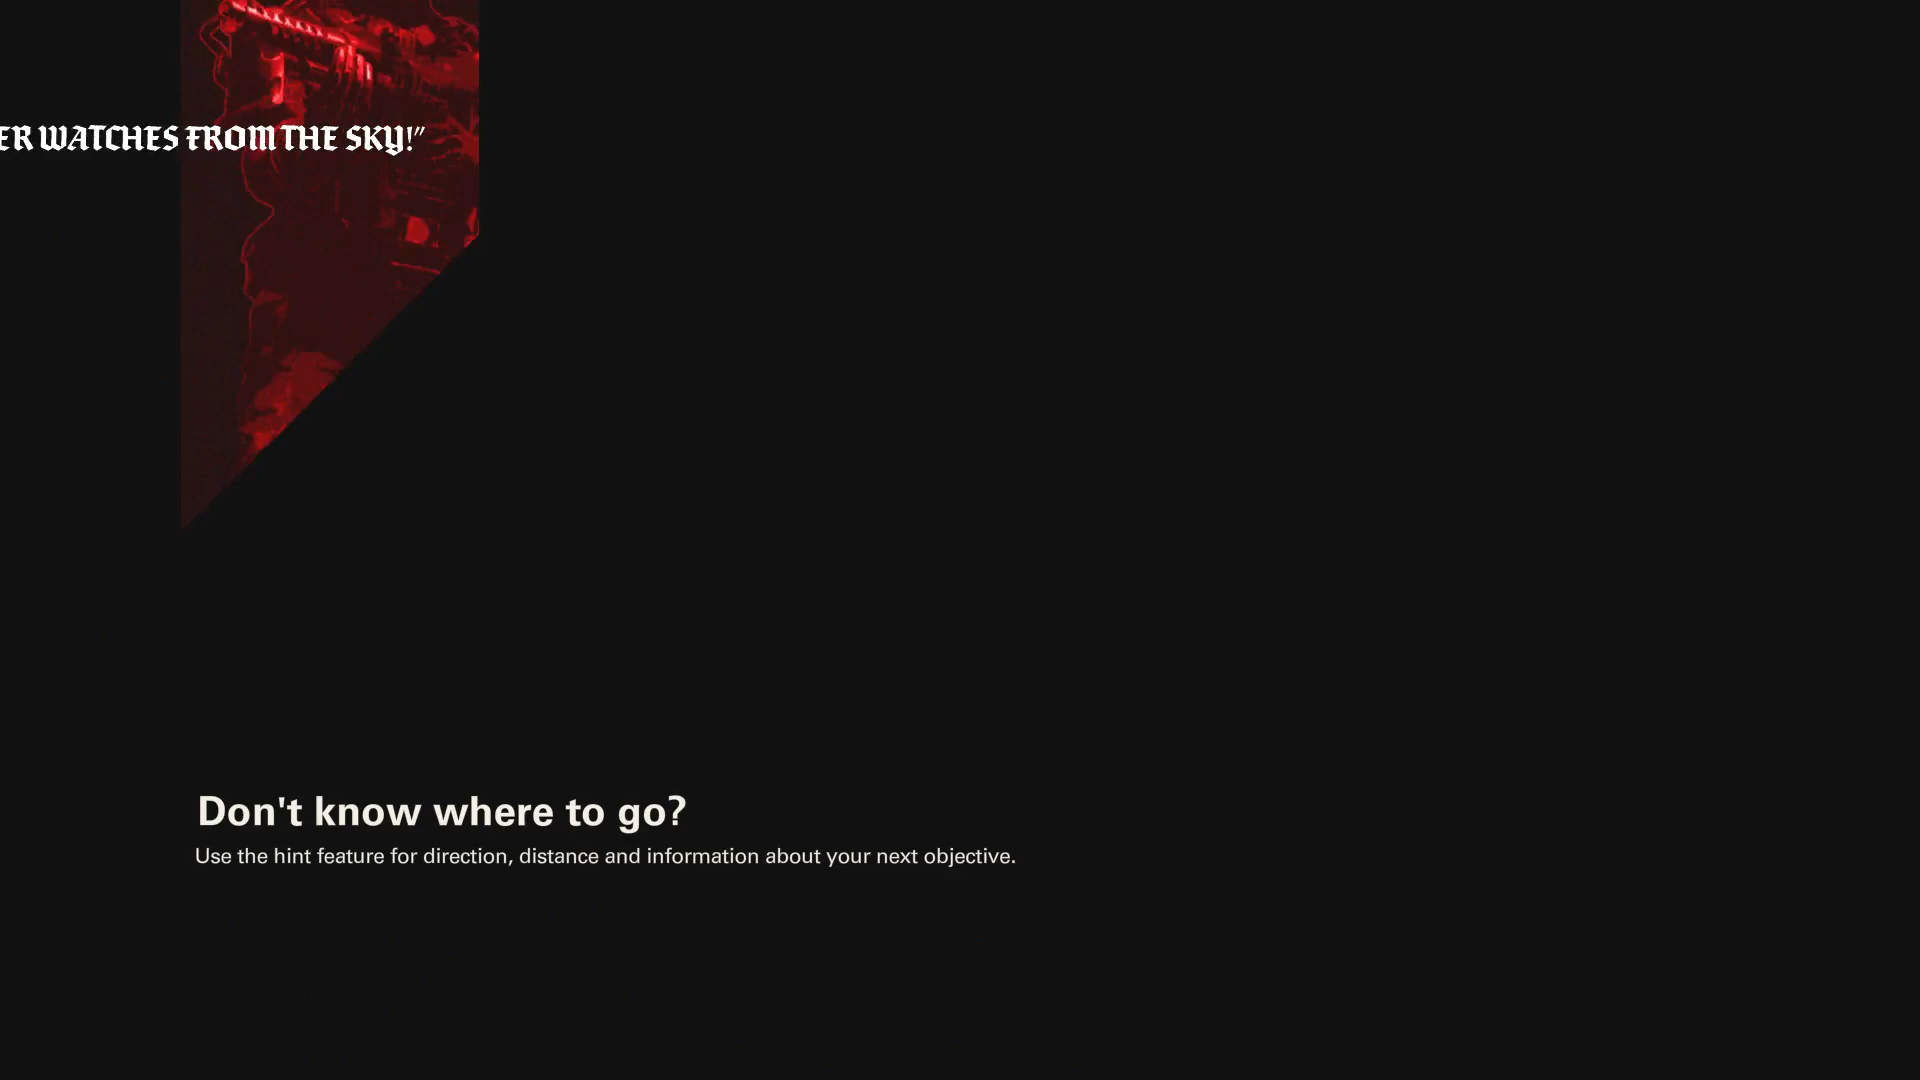 ER WATCHES FROM THE SKY!”
Don't know where to go?
Use the hint feature for direction, distance and information about your next objective.